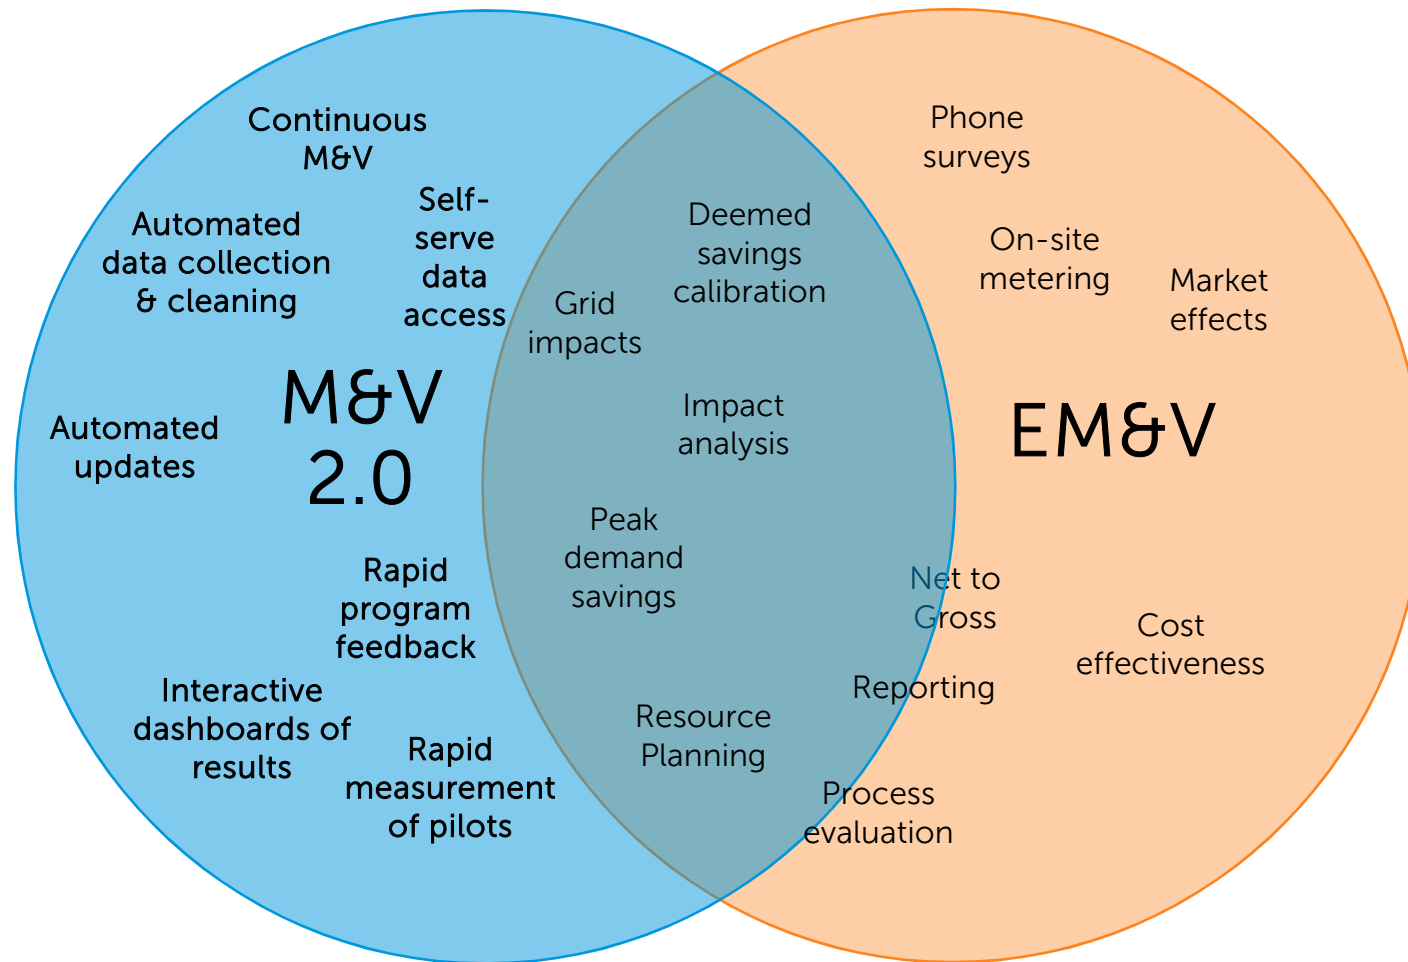 Continuous
M&V
Automated
data collection
& cleaning
Self-
serve
data
access
M&V
2.0
Automated
updates
Rapid
program
feedback
Interactive
dashboards of
results
Rapid
measurement
of pilots
Deemed
savings
calibration
Grid
impacts
Impact
analysis
Peak
demand
savings
Resource
Planning
Phone
surveys
On-site
metering
Market
effects
EM&V
Net to
Gross
Cost
effectiveness
Reporting
Process
evaluation